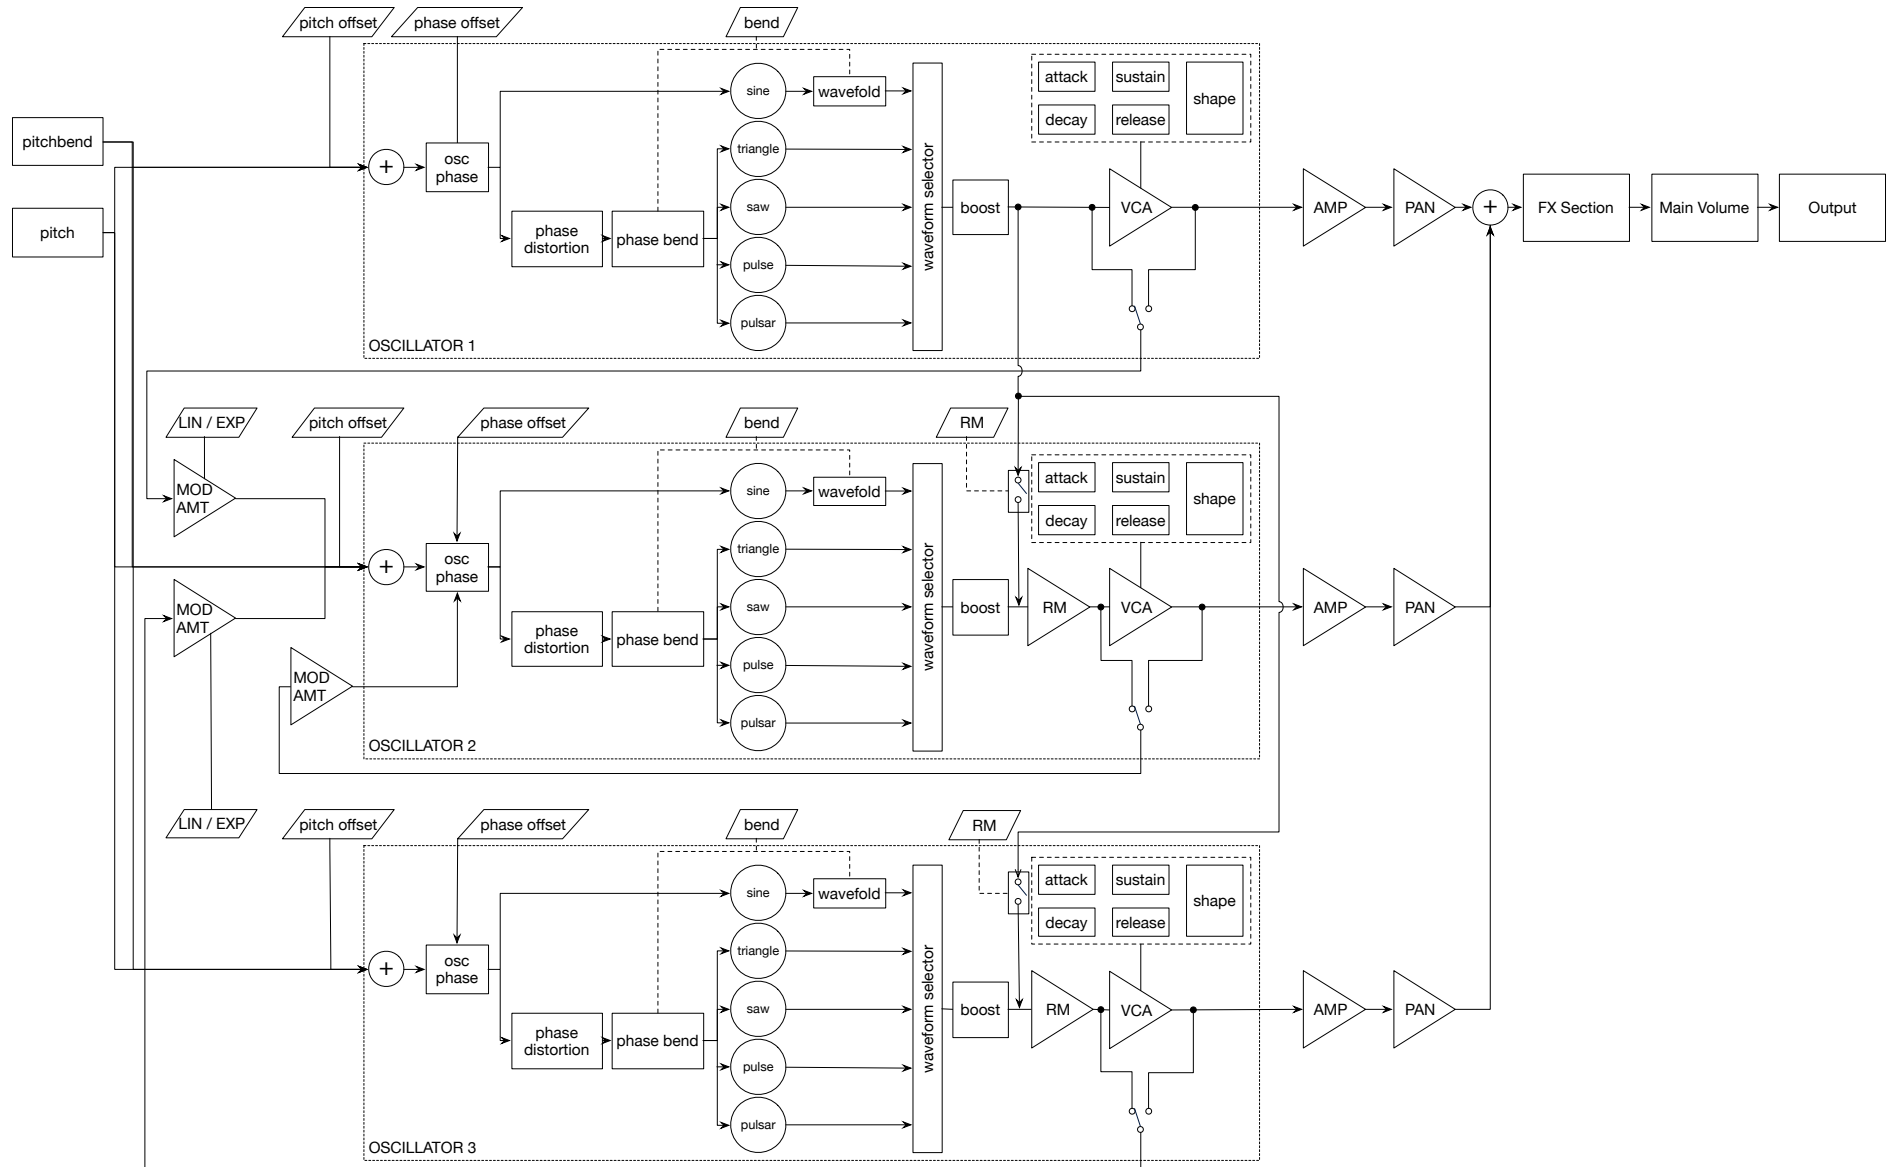 pitch offset
phase offset
bend
pitchbend
pitch
+
osc
phase
phase
distortion
phase bend
sine
wavefold
triangle
saw
pulse
pulsar
waveform selector
boost
attack
sustain
decay
release
shape
VCA
AMP
PAN
+
FX Section
Main Volume
Output
OSCILLATOR 1
LIN / EXP
pitch offset
phase offset
bend
RM
MOD
AMT
MOD
AMT
MOD
AMT
+
osc
phase
phase
distortion
phase bend
sine
wavefold
triangle
saw
pulse
pulsar
waveform selector
boost
RM
attack
sustain
decay
release
shape
VCA
AMP
PAN
OSCILLATOR 2
LIN / EXP
pitch offset
phase offset
bend
RM
+
osc
phase
phase
distortion
phase bend
sine
wavefold
triangle
saw
pulse
pulsar
waveform selector
boost
RM
attack
sustain
decay
release
shape
VCA
AMP
PAN
OSCILLATOR 3